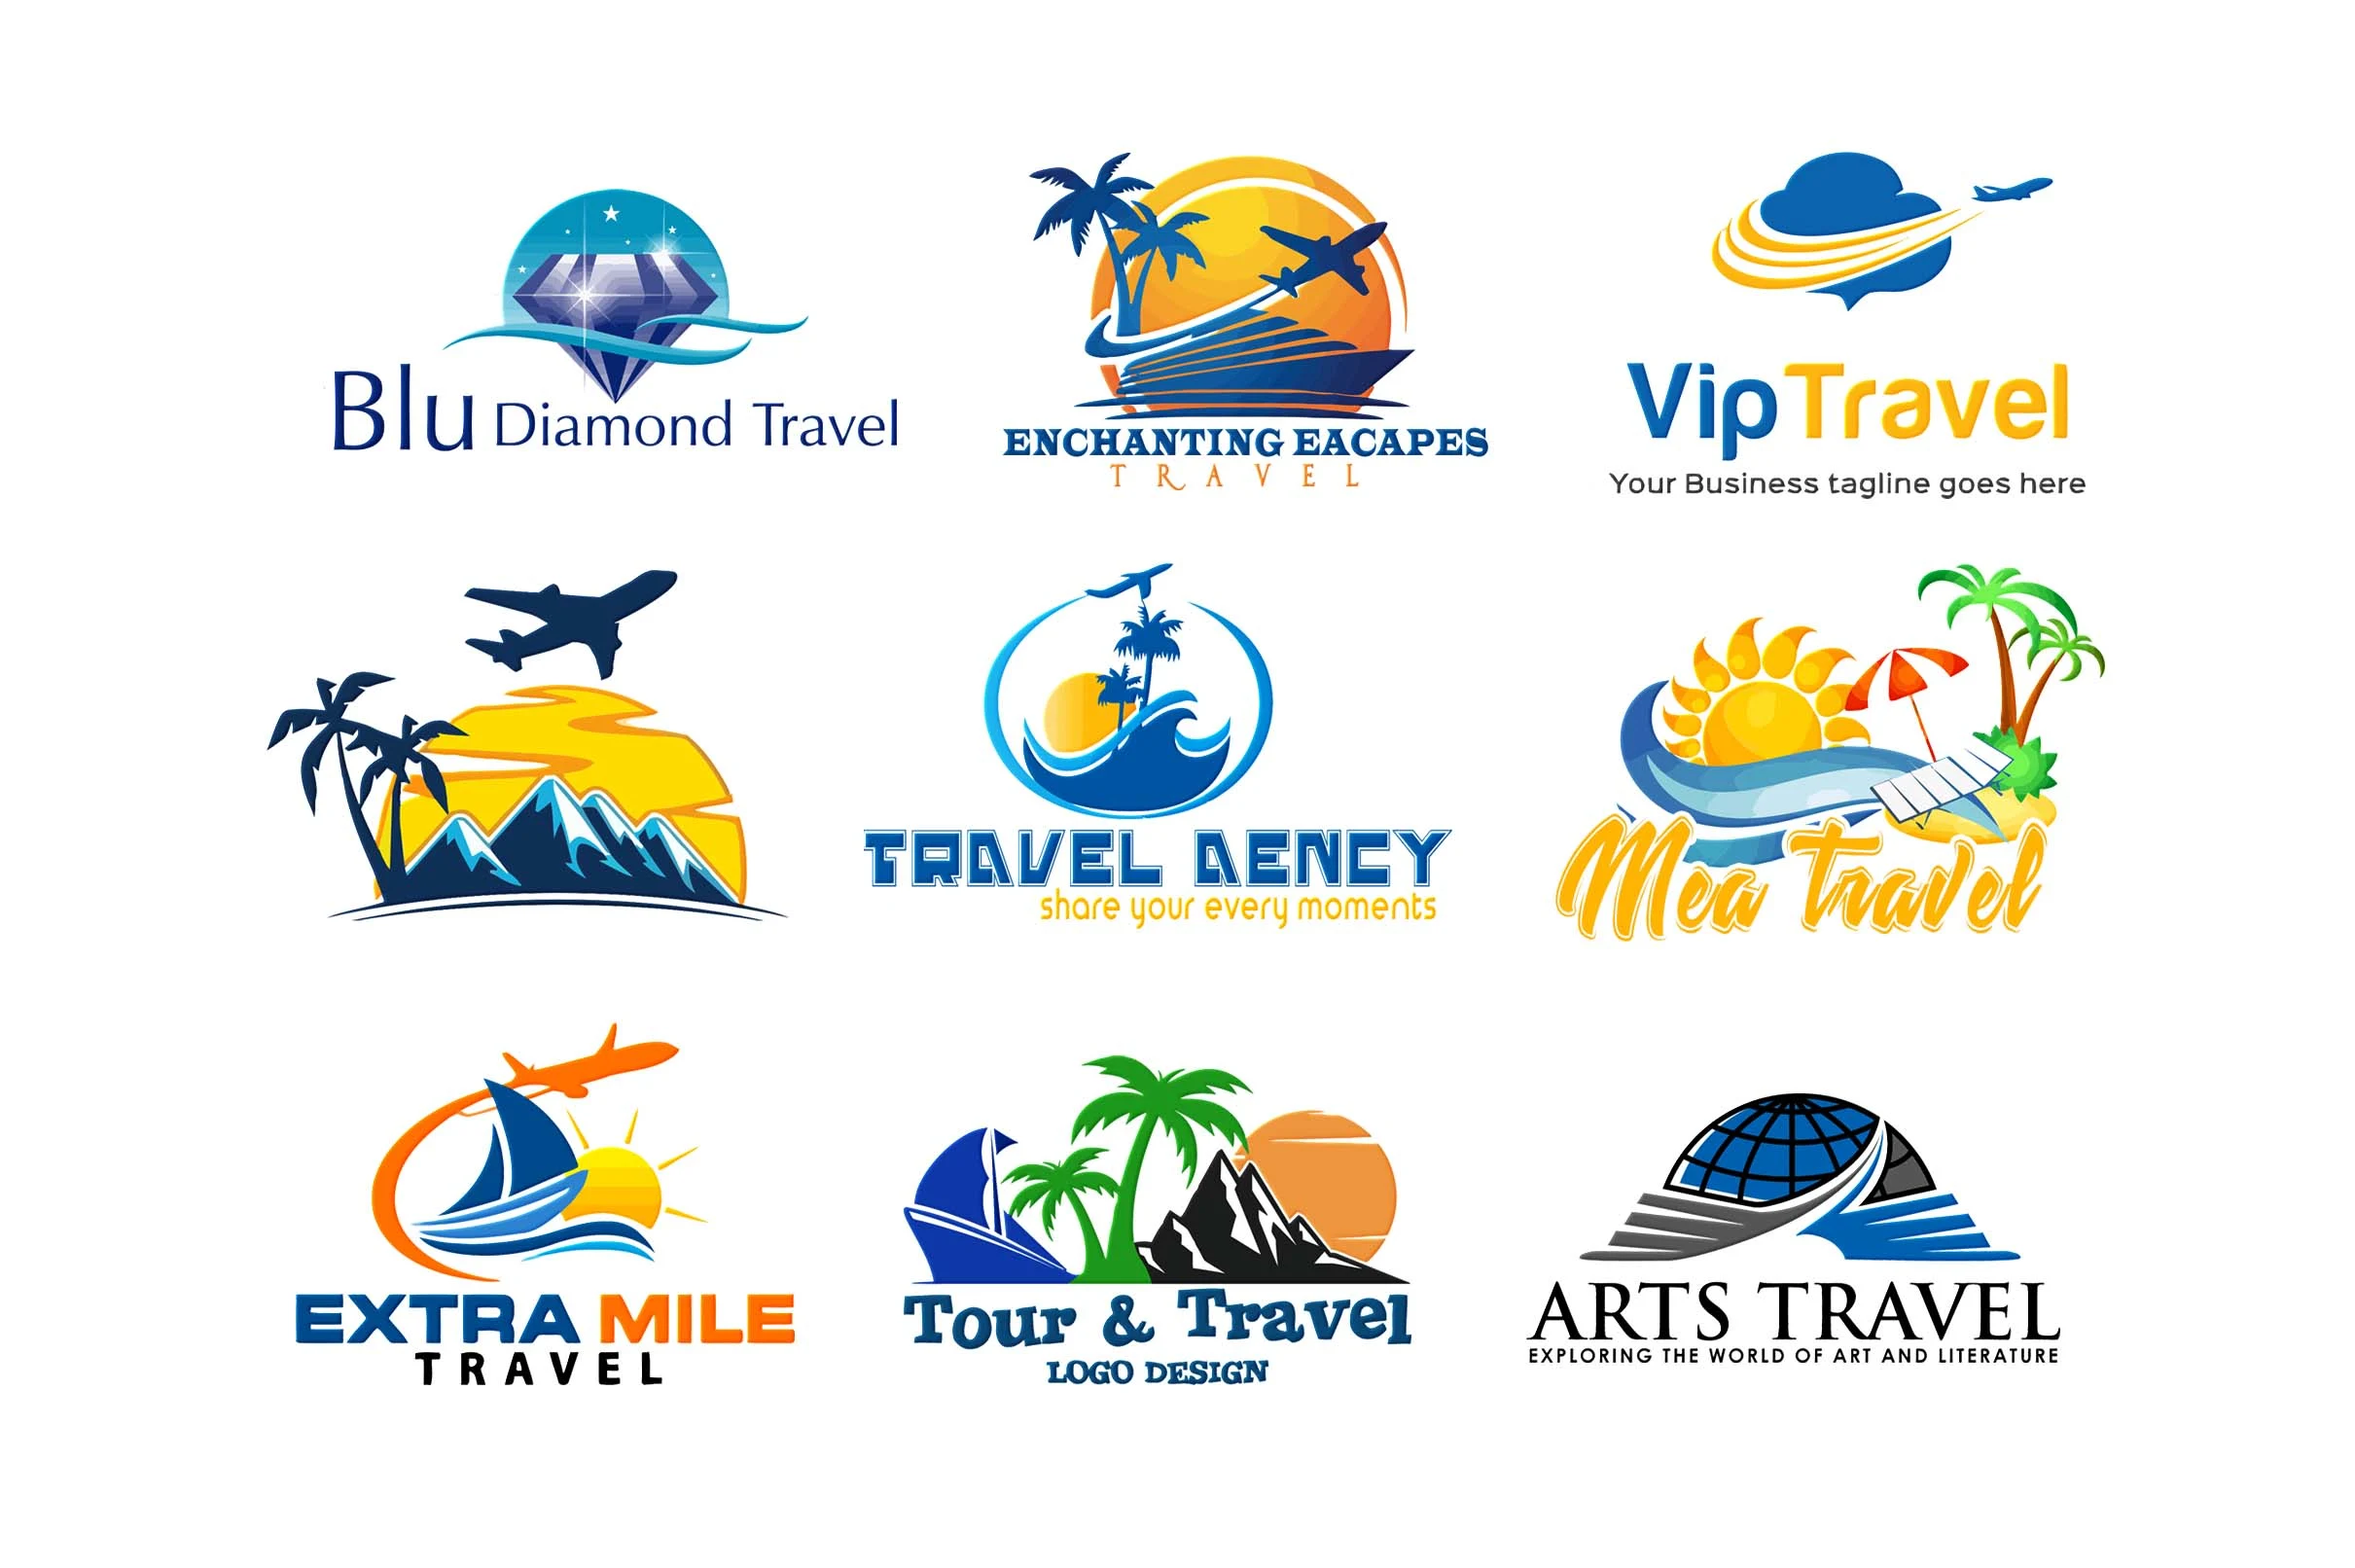 Blu Diamond Travel
ENCHANTING EACAPES
TRAVEL
VipTravel
Your Business tagline goes here
TRAVEL AENCY
share your every moments
Mea Travel
EXTRA MILE
TRAVEL
Tour & Travel
LOGO DESIGN
ARTS TRAVEL
EXPLORING THE WORLD OF ART AND LITERATURE